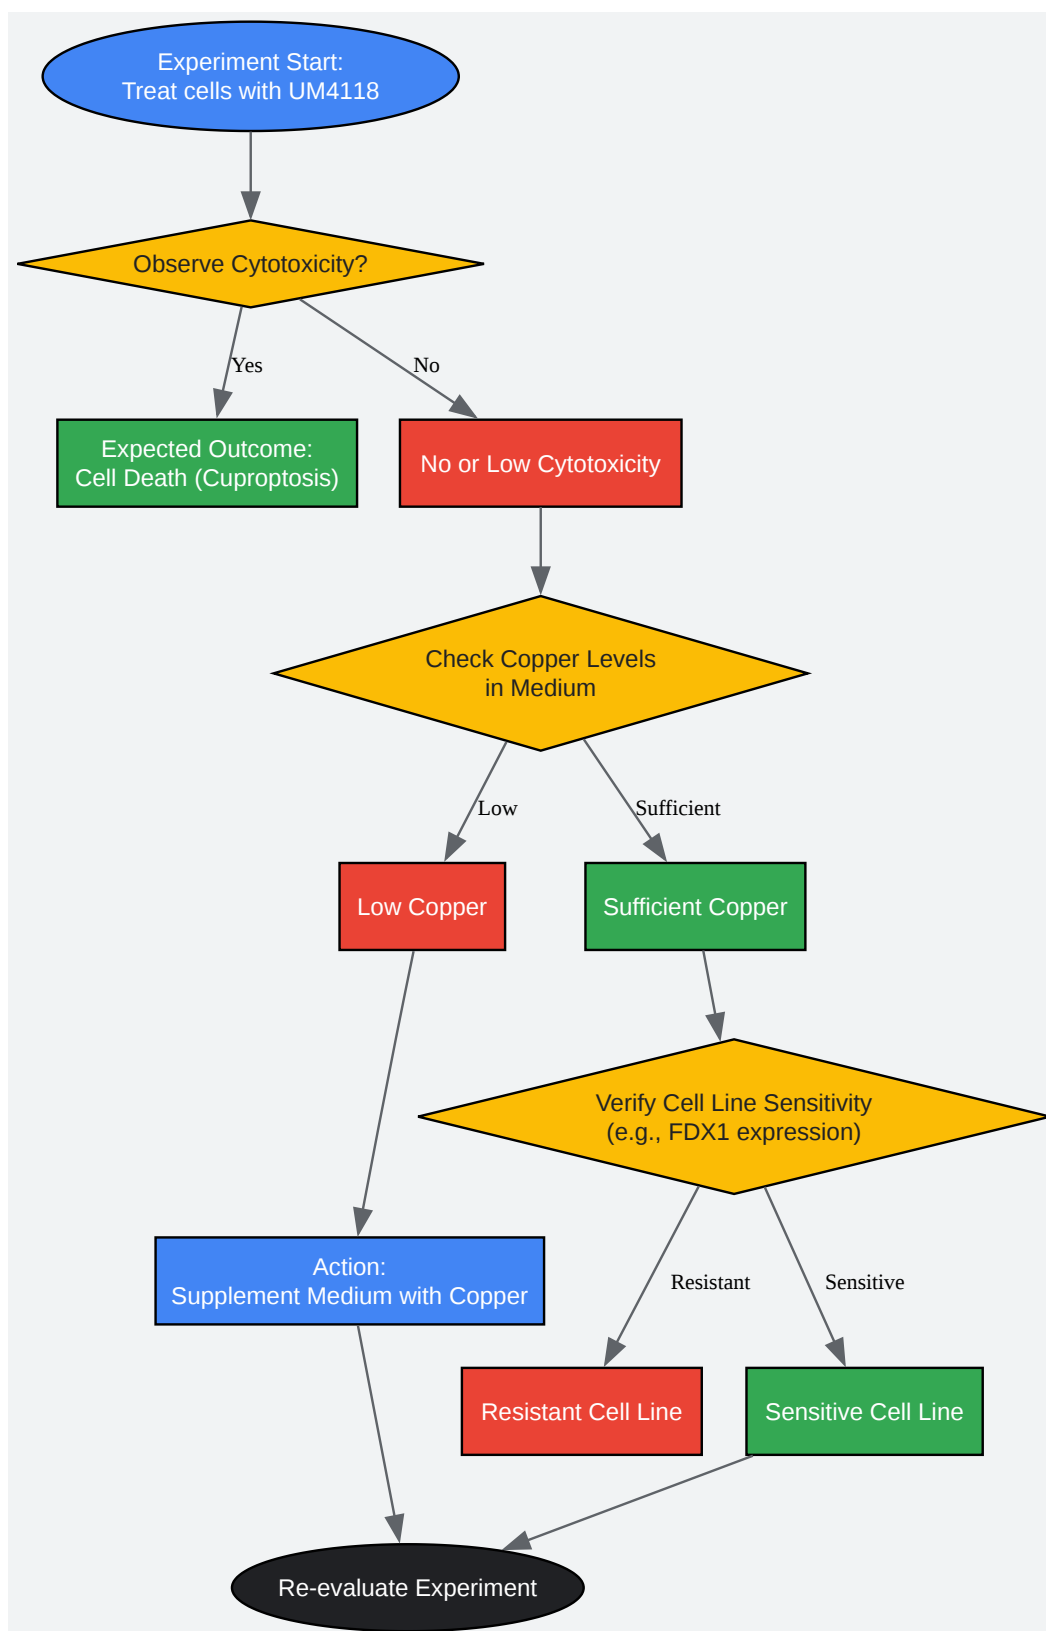 Experiment Start:
Treat cells with UM4118
Observe Cytotoxicity?
Yes
No
Expected Outcome:
Cell Death (Cuproptosis)
No or Low Cytotoxicity
Check Copper Levels
in Medium
Low
Sufficient
Low Copper
Sufficient Copper
Verify Cell Line Sensitivity
(e.g., FDX1 expression)
Action:
Supplement Medium with Copper
Resistant
Sensitive
Resistant Cell Line
Sensitive Cell Line
Re-evaluate Experiment